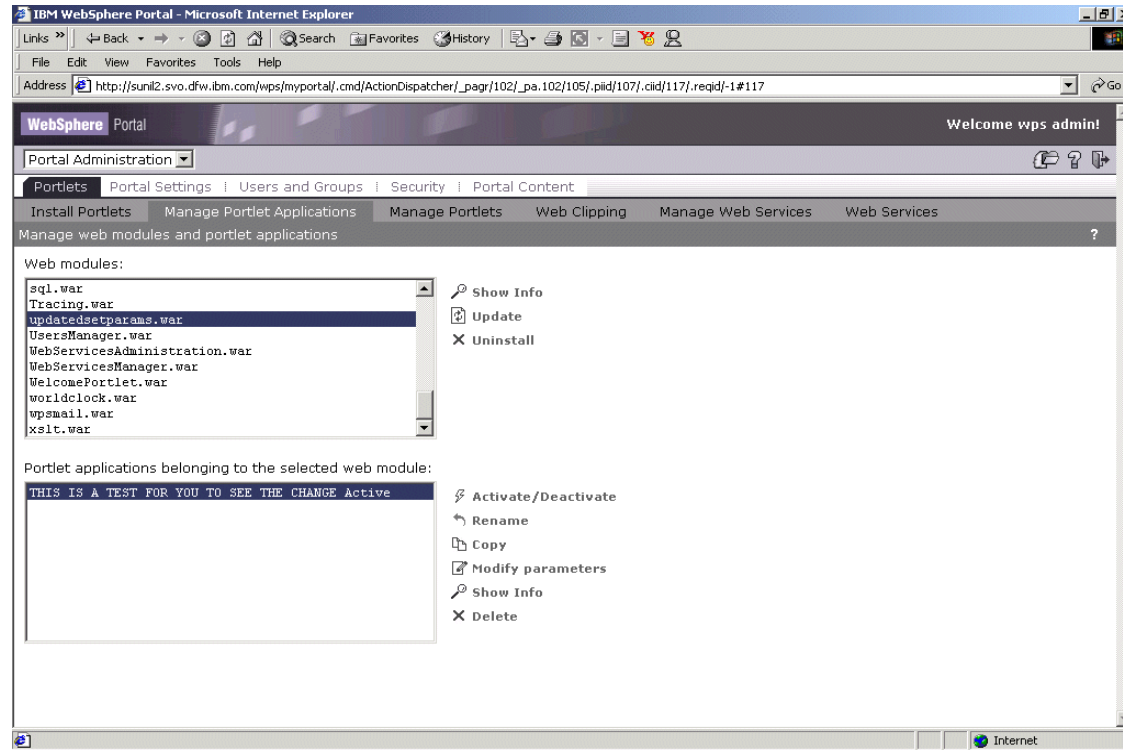 IBM WebSphere Portal - Microsoft Internet Explorer
Links » Back Search Favorites History
File Edit View Favorites Tools Help
Address http://sunil2.svo.dfw.ibm.com/wps/myportal/.cmd/ActionDispatcher/_pagr/102/_pa.102/105/.piid/107/.ciid/117/.reqid/-1#117 Go
WebSphere Portal Welcome wps admin!
Portal Administration ?
Portlets Portal Settings | Users and Groups | Security | Portal Content
Install Portlets Manage Portlet Applications Manage Portlets Web Clipping Manage Web Services Web Services
Manage web modules and portlet applications ?
Web modules:
sql.war
Tracing.war
updatedsetparams.war
UsersManager.war
WebServicesAdministration.war
WebServicesManager.war
WelcomePortlet.war
worldclock.war
wpsmail.war
xslt.war
Show Info
Update
Uninstall
Portlet applications belonging to the selected web module:
THIS IS A TEST FOR YOU TO SEE THE CHANGE Active
Activate/Deactivate
Rename
Copy
Modify parameters
Show Info
Delete
Internet